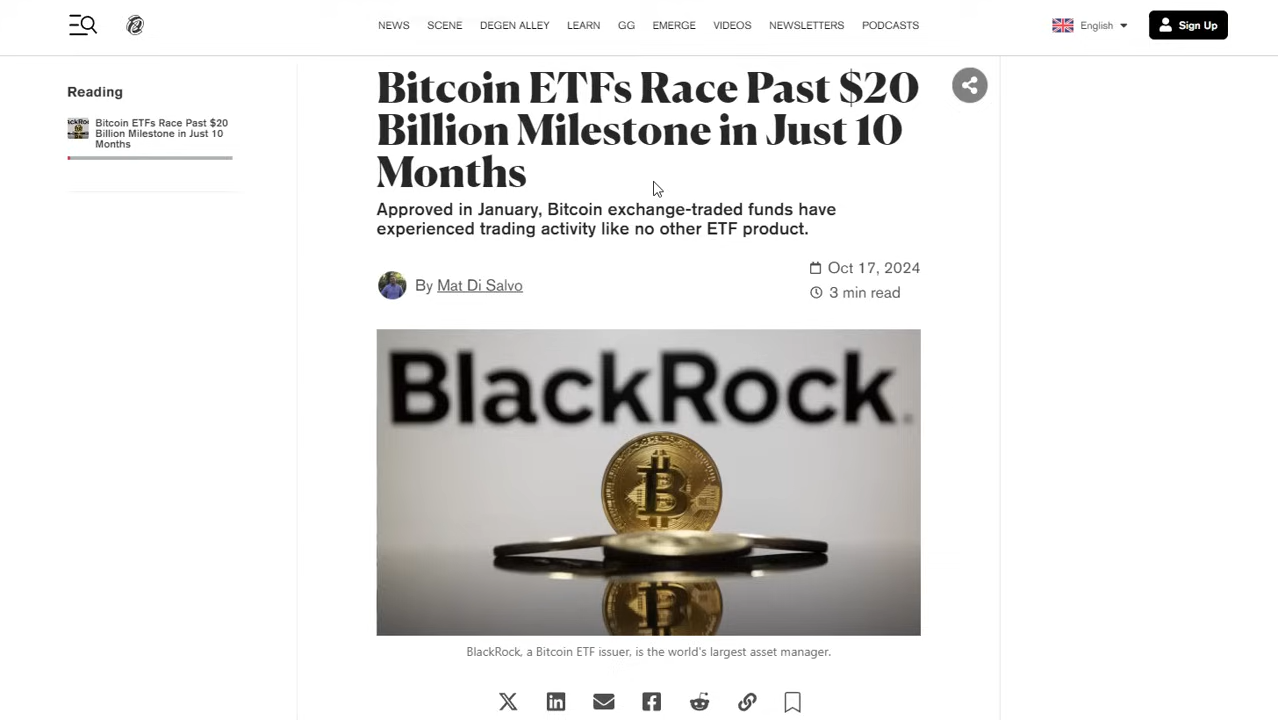 NEWS SCENE DEGEN ALLEY LEARN GG EMERGE VIDEOS NEWSLETTERS PODCASTS English Sign Up
Reading
Bitcoin ETFs Race Past $20
Billion Milestone in Just 10
Months
Bitcoin ETFs Race Past $20
Billion Milestone in Just 10
Months
Approved in January, Bitcoin exchange-traded funds have
experienced trading activity like no other ETF product.
By Mat Di Salvo
Oct 17, 2024
3 min read
BlackRock.
BlackRock, a Bitcoin ETF issuer, is the world's largest asset manager.